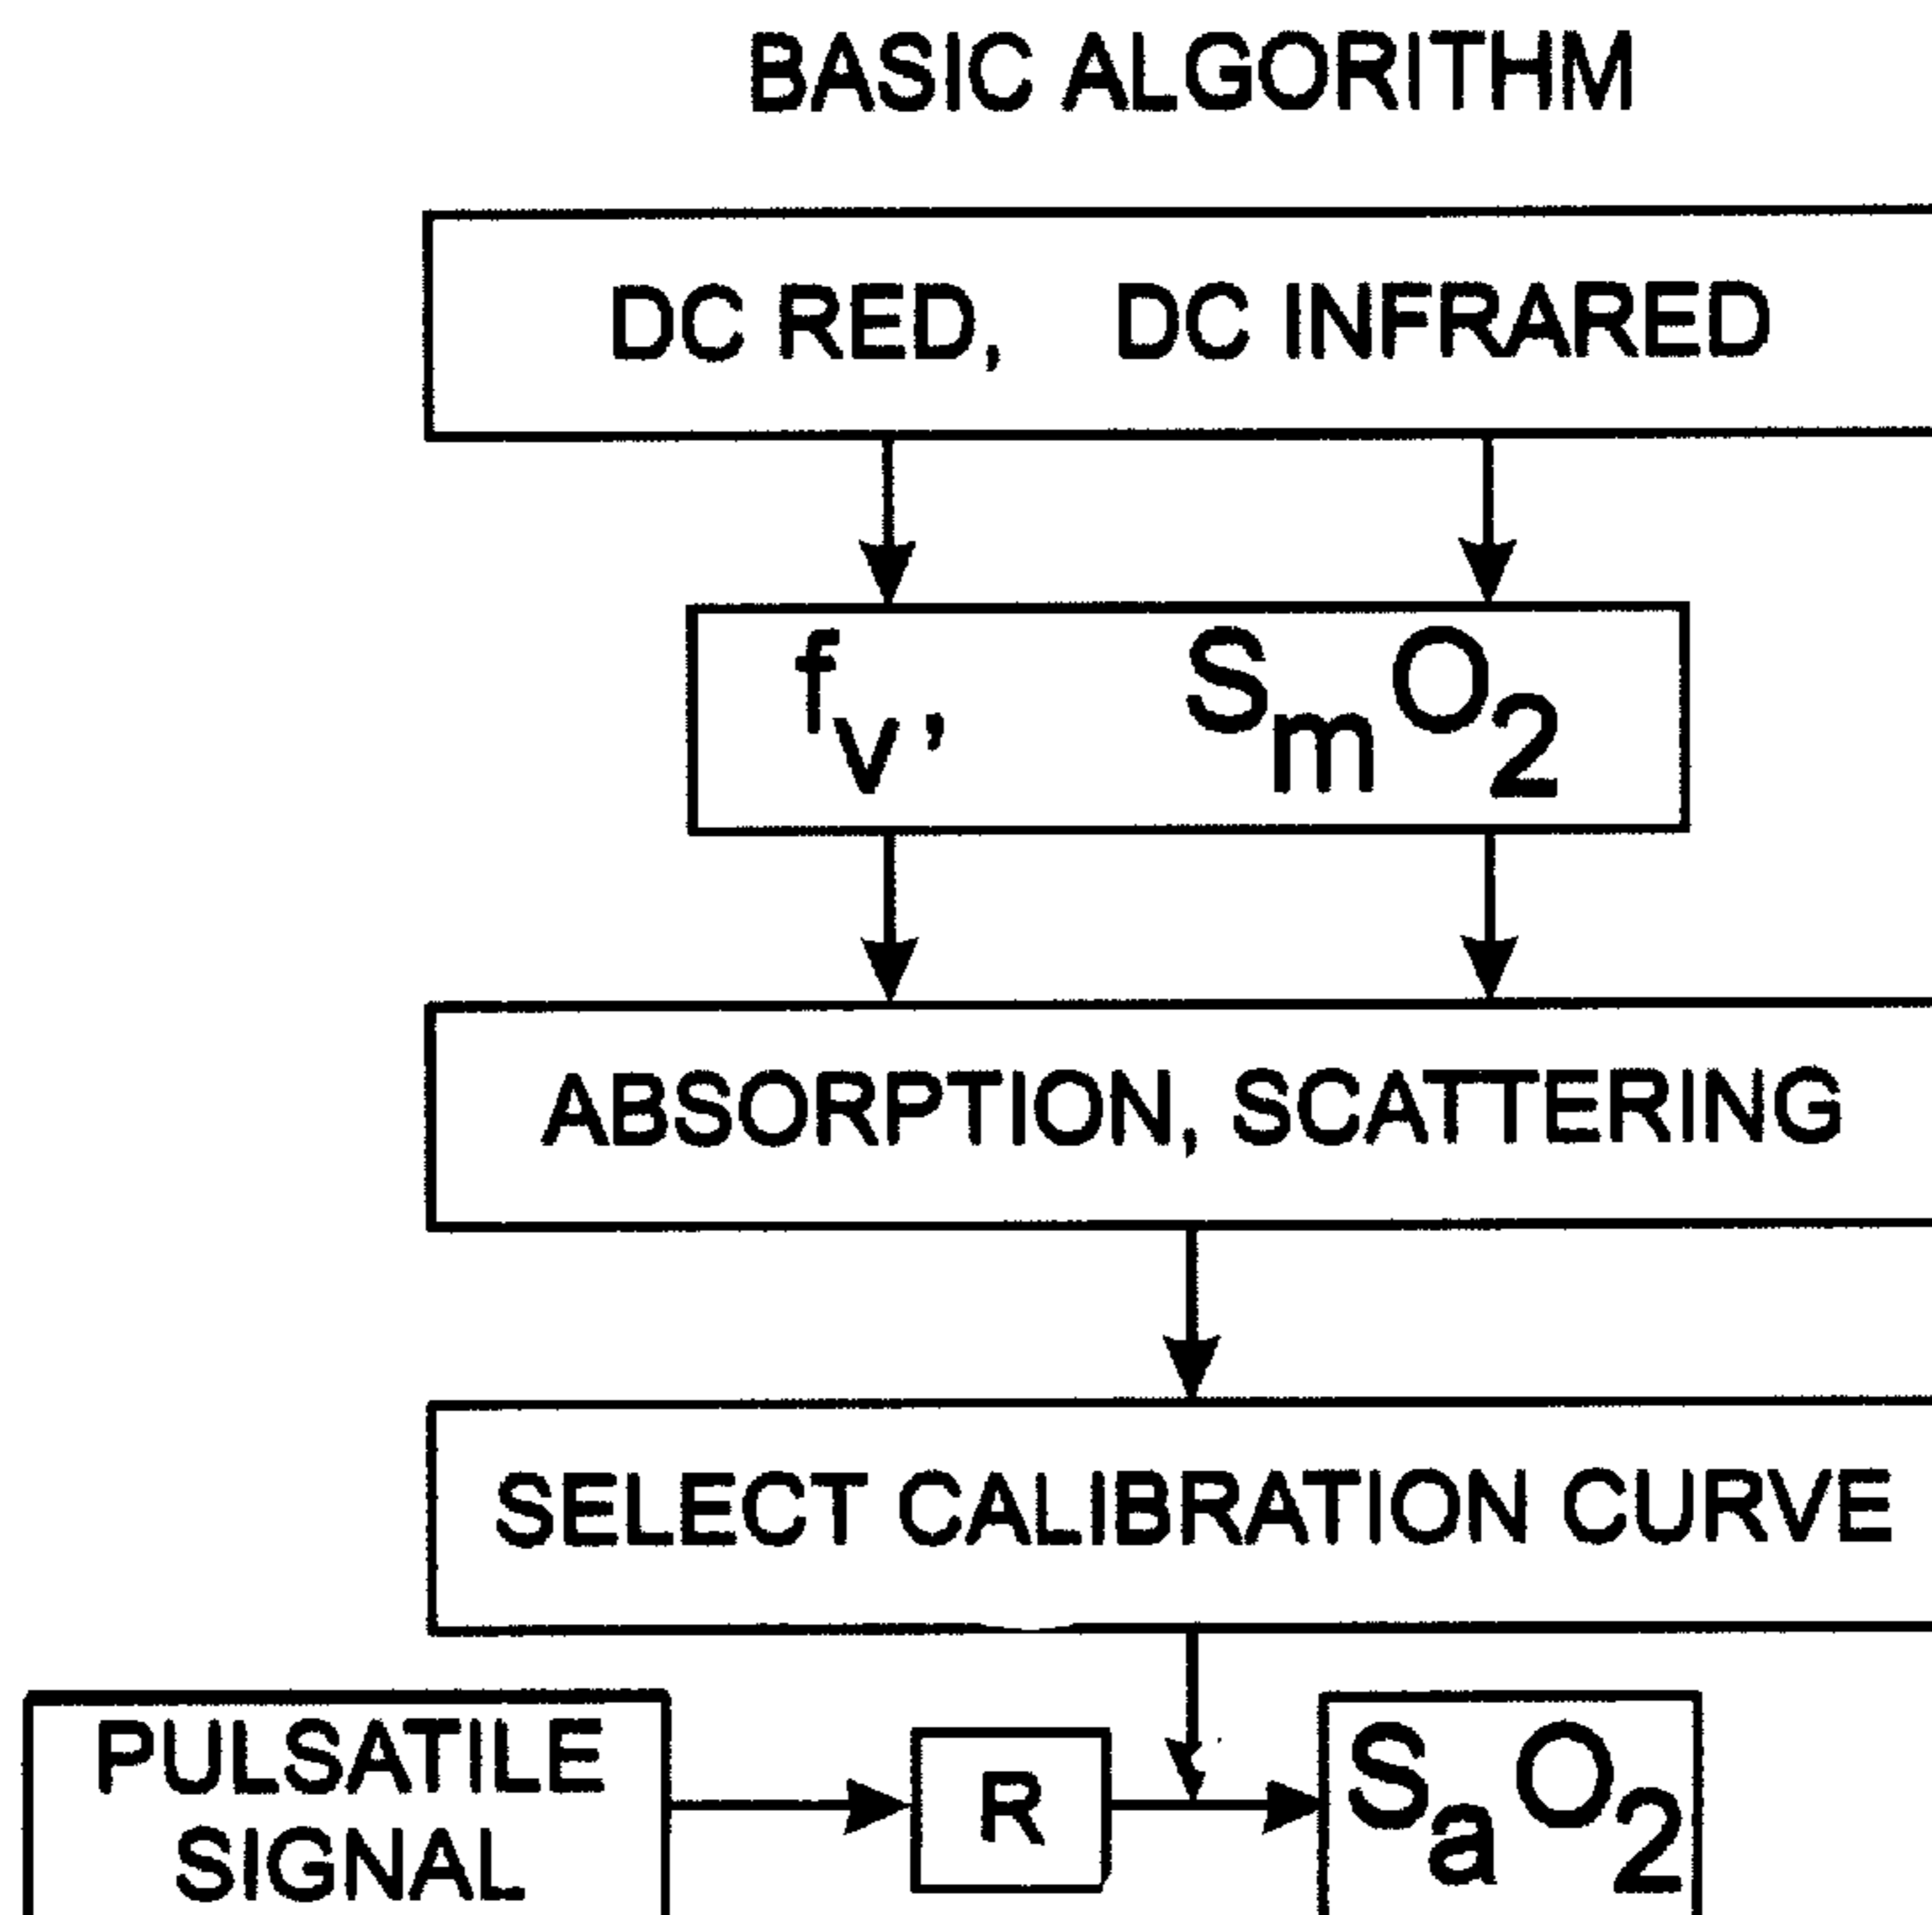 BASIC ALGORITHM
DC RED, DC INFRARED
fv, SmO2
ABSORPTION, SCATTERING
SELECT CALIBRATION CURVE
PULSATILE
SIGNAL
R
SaO2